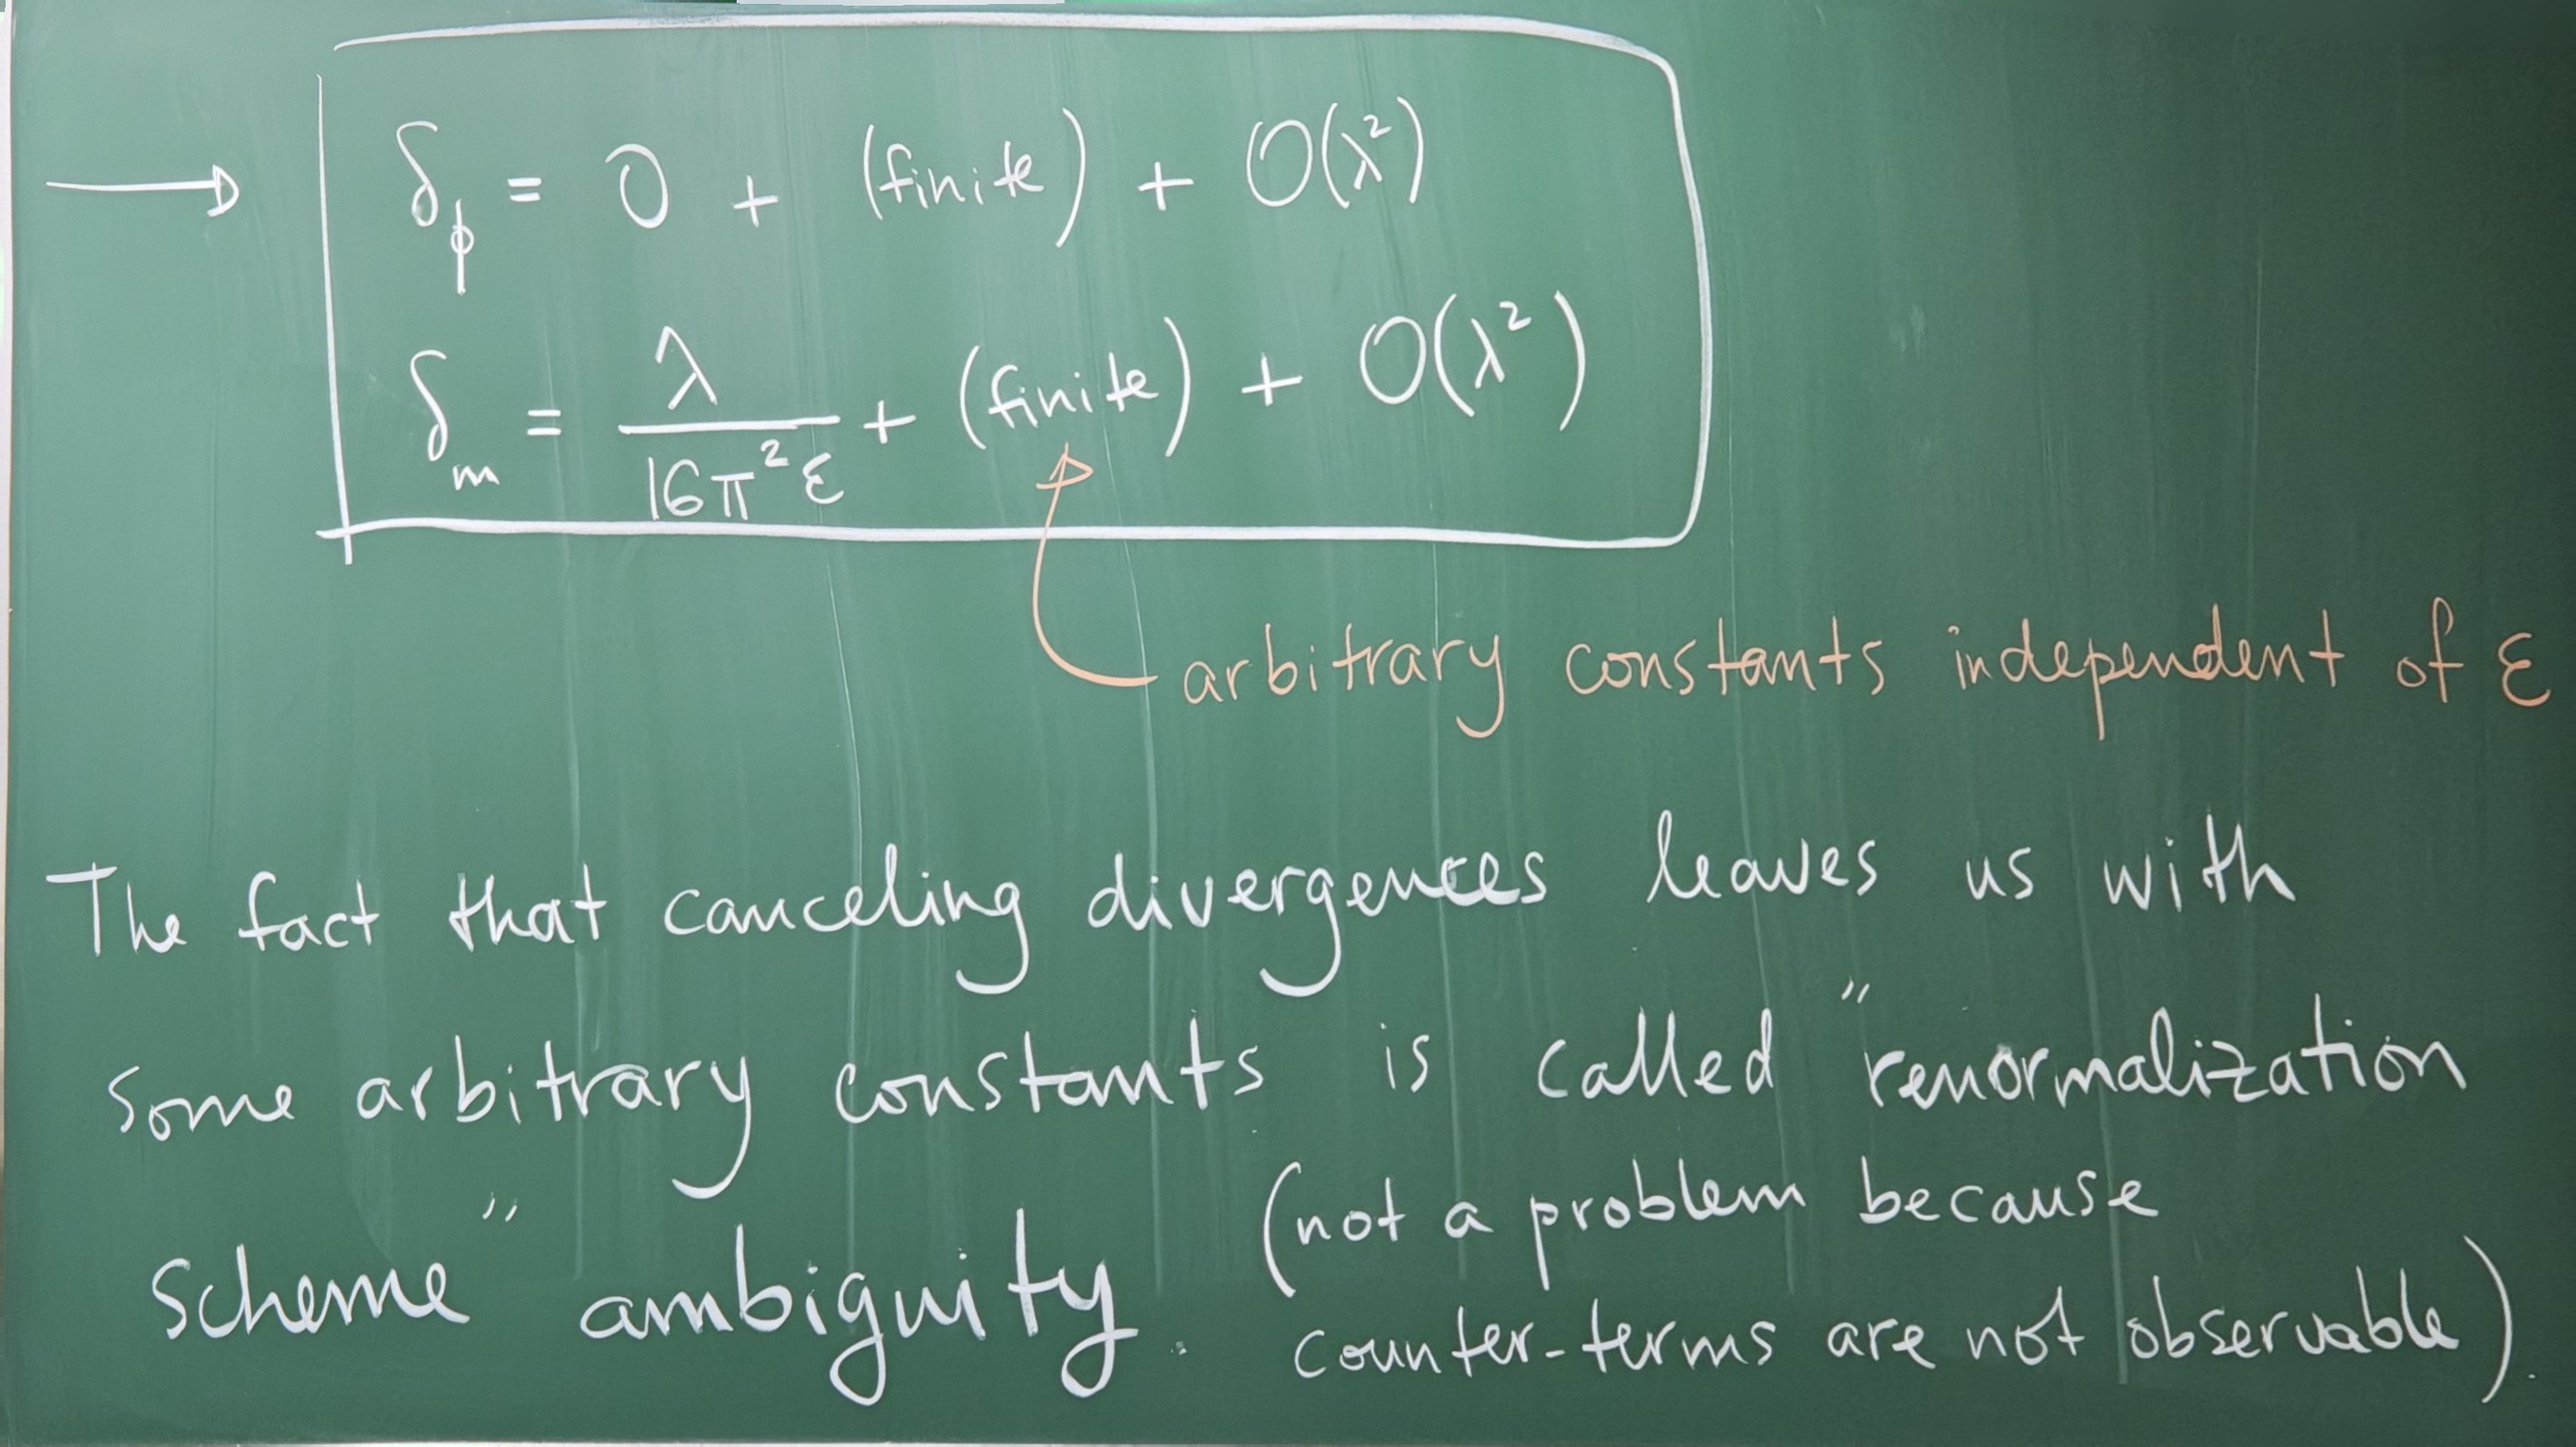 → δ_φ = 0 + (finite) + O(λ²)
δ_m = λ/(16π²ε) + (finite) + O(λ²)
arbitrary constants independent of ε
The fact that canceling divergences leaves us with
some arbitrary constants is called "renormalization
scheme" ambiguity. (not a problem because
counter-terms are not observable).